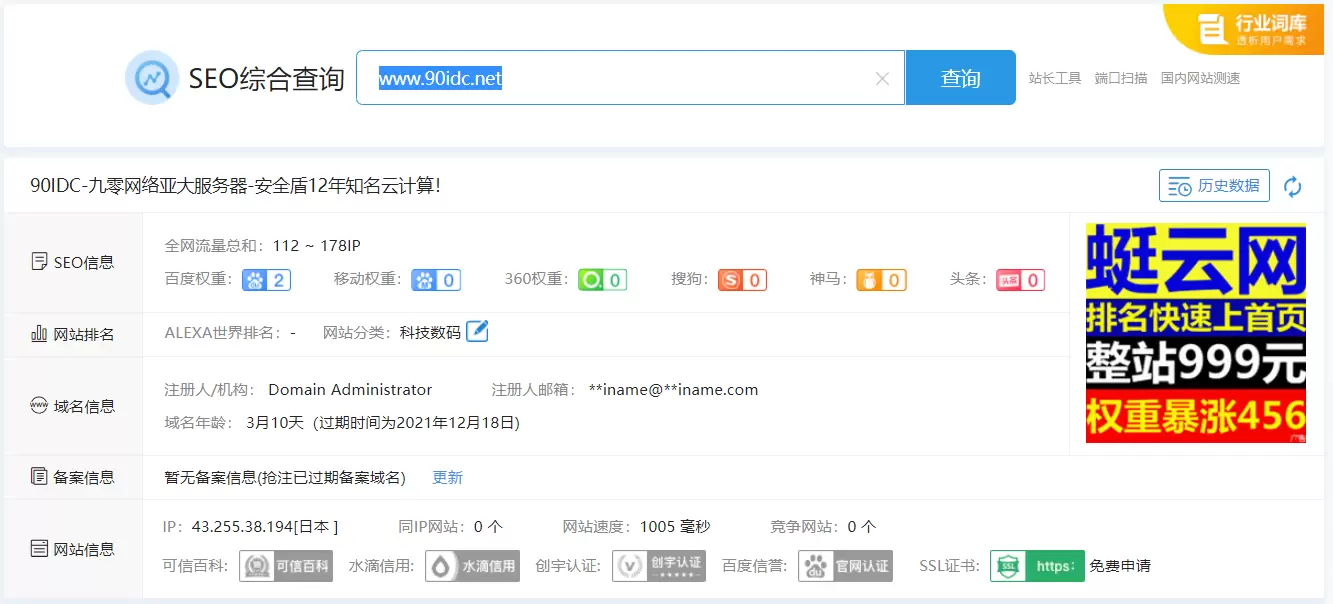 行业词库
透析用户需求
SEO综合查询 www.90idc.net 查询 站长工具 端口扫描 国内网站测速
90IDC-九零网络亚大服务器-安全盾12年知名云计算！ 历史数据
SEO信息
全网流量总和：112 ~ 178IP
百度权重：2 移动权重：0 360权重：0 搜狗：0 神马：0 头条：头条 0
网站排名 ALEXA世界排名：- 网站分类：科技数码
域名信息
注册人/机构： Domain Administrator 注册人邮箱： **iname@**iname.com
域名年龄： 3月10天（过期时间为2021年12月18日）
备案信息 暂无备案信息(抢注已过期备案域名) 更新
网站信息
IP：43.255.38.194[日本 ] 同IP网站：0 个 网站速度：1005 毫秒 竞争网站：0 个
可信百科: 可信百科 水滴信用: 水滴信用 创宇认证: 创宇认证 百度信誉: du 官网认证 SSL证书: SSL https: 免费申请
蜓云网
排名快速上首页
整站999元
权重暴涨456
广告